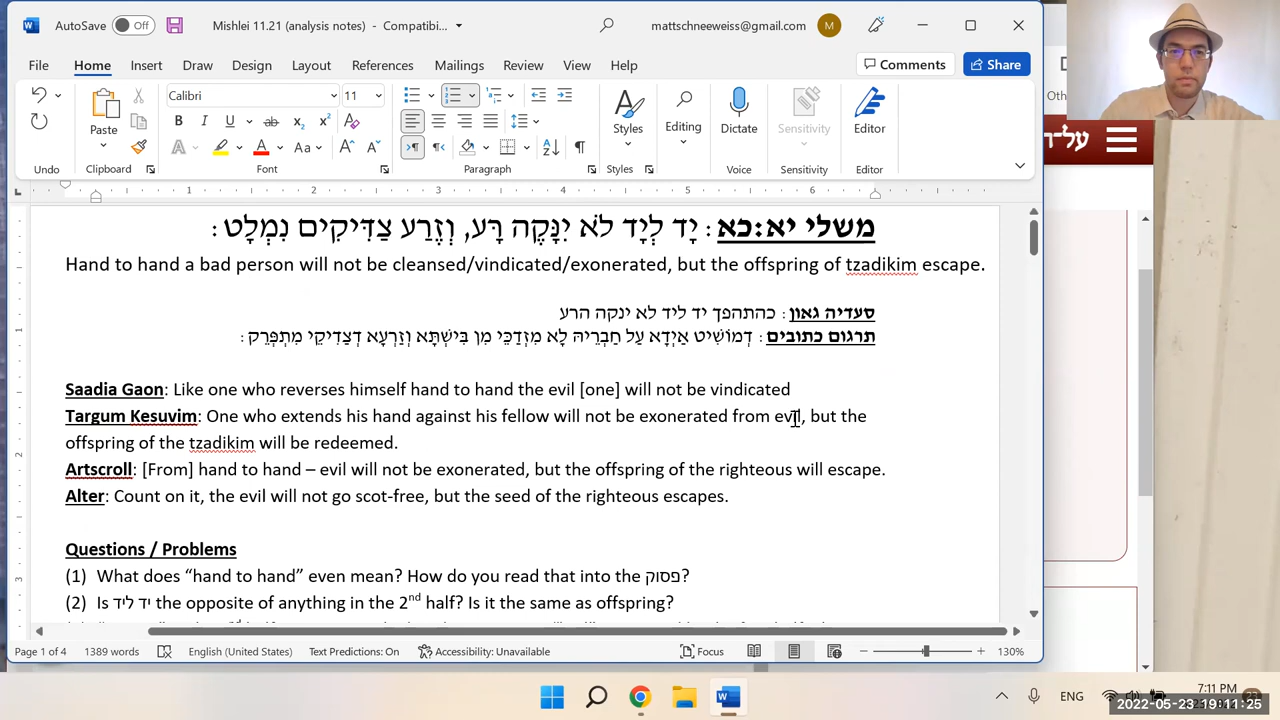 AutoSave Off Mishlei 11.21 (analysis notes) - Compatibi... mattschneeweiss@gmail.com M
File Home Insert Draw Design Layout References Mailings Review View Help Comments Share
Calibri 11
Paste Styles Editing Dictate Sensitivity Editor
Undo Clipboard Font Paragraph Styles Voice Sensitivity Editor
על־ה
Oth
1 2 3 4 5 6
משלי יא:כא : יָד לְיָד לֹא יִנָּקֶה רָּע, וְזֶרַע צַדִּיקִים נִמְלָט :
Hand to hand a bad person will not be cleansed/vindicated/exonerated, but the offspring of tzadikim escape.
סעדיה גאון : כהתהפך יד ליד לא ינקה הרע
תרגום כתובים : דְמוֹשִׁיט אִידָא עַל חַבְרֵיהּ לָא מִזְדַכֵּי מִן בִּישְׁתָּא וְזַרְעָא דְצַדִּיקֵי מִתְפְּרֵק :
Saadia Gaon: Like one who reverses himself hand to hand the evil [one] will not be vindicated
Targum Kesuvim: One who extends his hand against his fellow will not be exonerated from evil, but the
offspring of the tzadikim will be redeemed.
Artscroll: [From] hand to hand – evil will not be exonerated, but the offspring of the righteous will escape.
Alter: Count on it, the evil will not go scot-free, but the seed of the righteous escapes.
Questions / Problems
(1) What does “hand to hand” even mean? How do you read that into the פסוק?
(2) Is יד ליד the opposite of anything in the 2nd half? Is it the same as offspring?
Page 1 of 4 1389 words English (United States) Text Predictions: On Accessibility: Unavailable Focus 130%
ENG 7:11 PM
2022-05-23 19:11:25